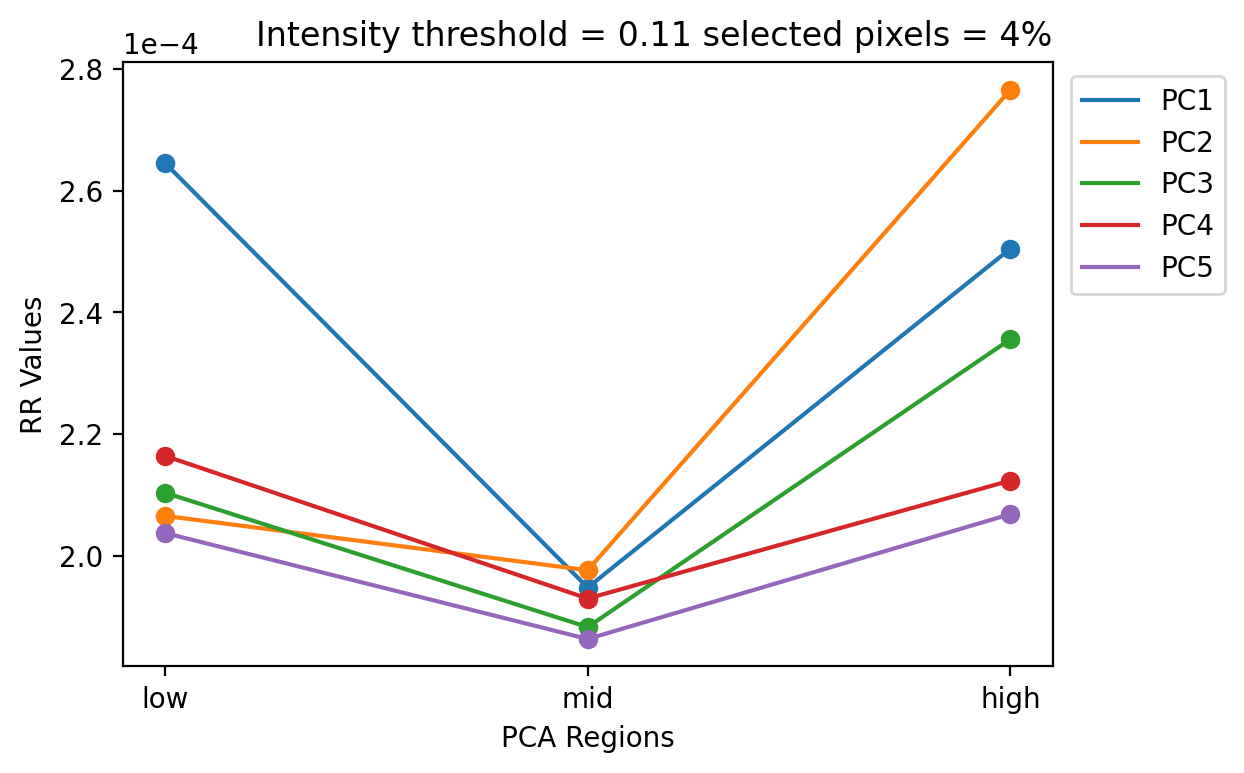 Intensity threshold = 0.11 selected pixels = 4%
1e−4
2.8
2.6
2.4
2.2
2.0
RR Values
low
mid
high
PCA Regions
PC1
PC2
PC3
PC4
PC5